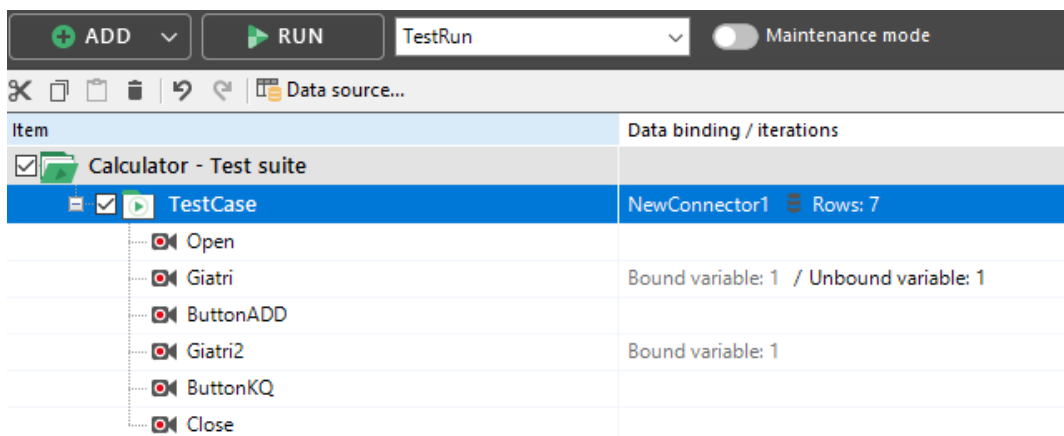 ADD RUN TestRun Maintenance mode
Data source...
Item Data binding / iterations
Calculator - Test suite
TestCase NewConnector1 Rows: 7
Open
Giatri Bound variable: 1 / Unbound variable: 1
ButtonADD
Giatri2 Bound variable: 1
ButtonKQ
Close